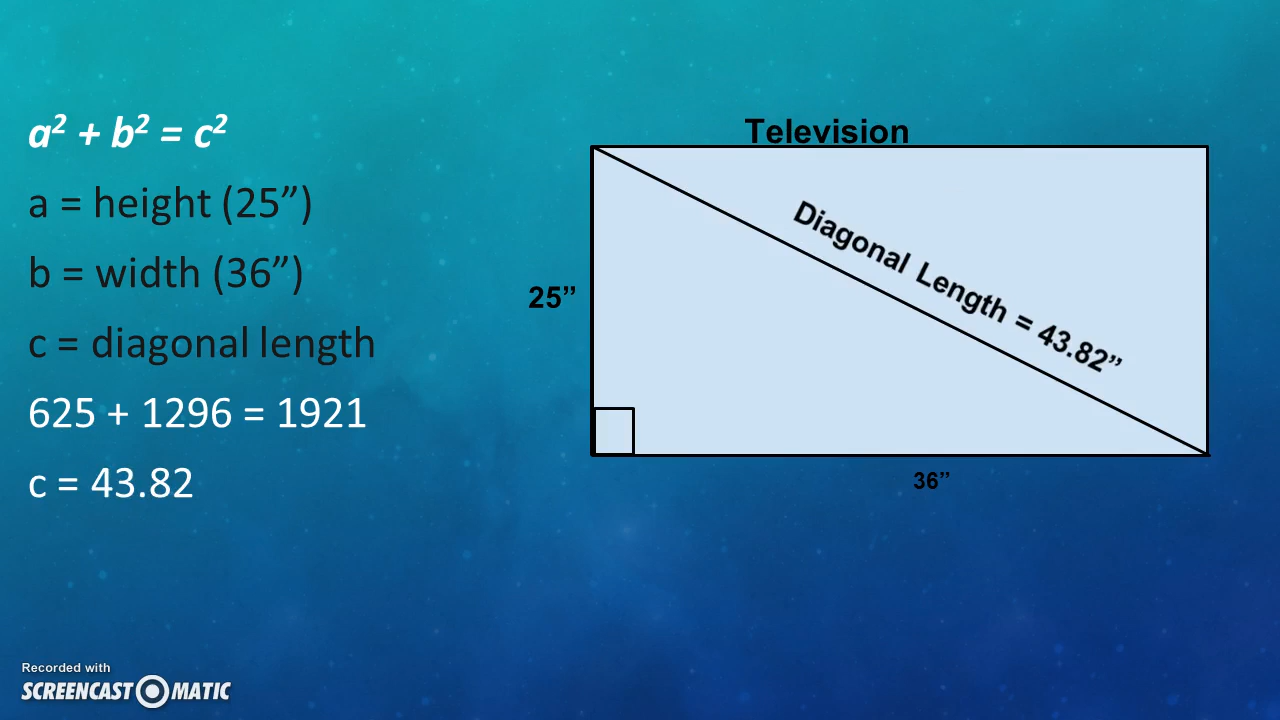 a² + b² = c²
a = height (25”)
b = width (36”)
c = diagonal length
625 + 1296 = 1921
c = 43.82
Television
Diagonal Length = 43.82”
25”
36”
Recorded with
SCREENCAST MATIC